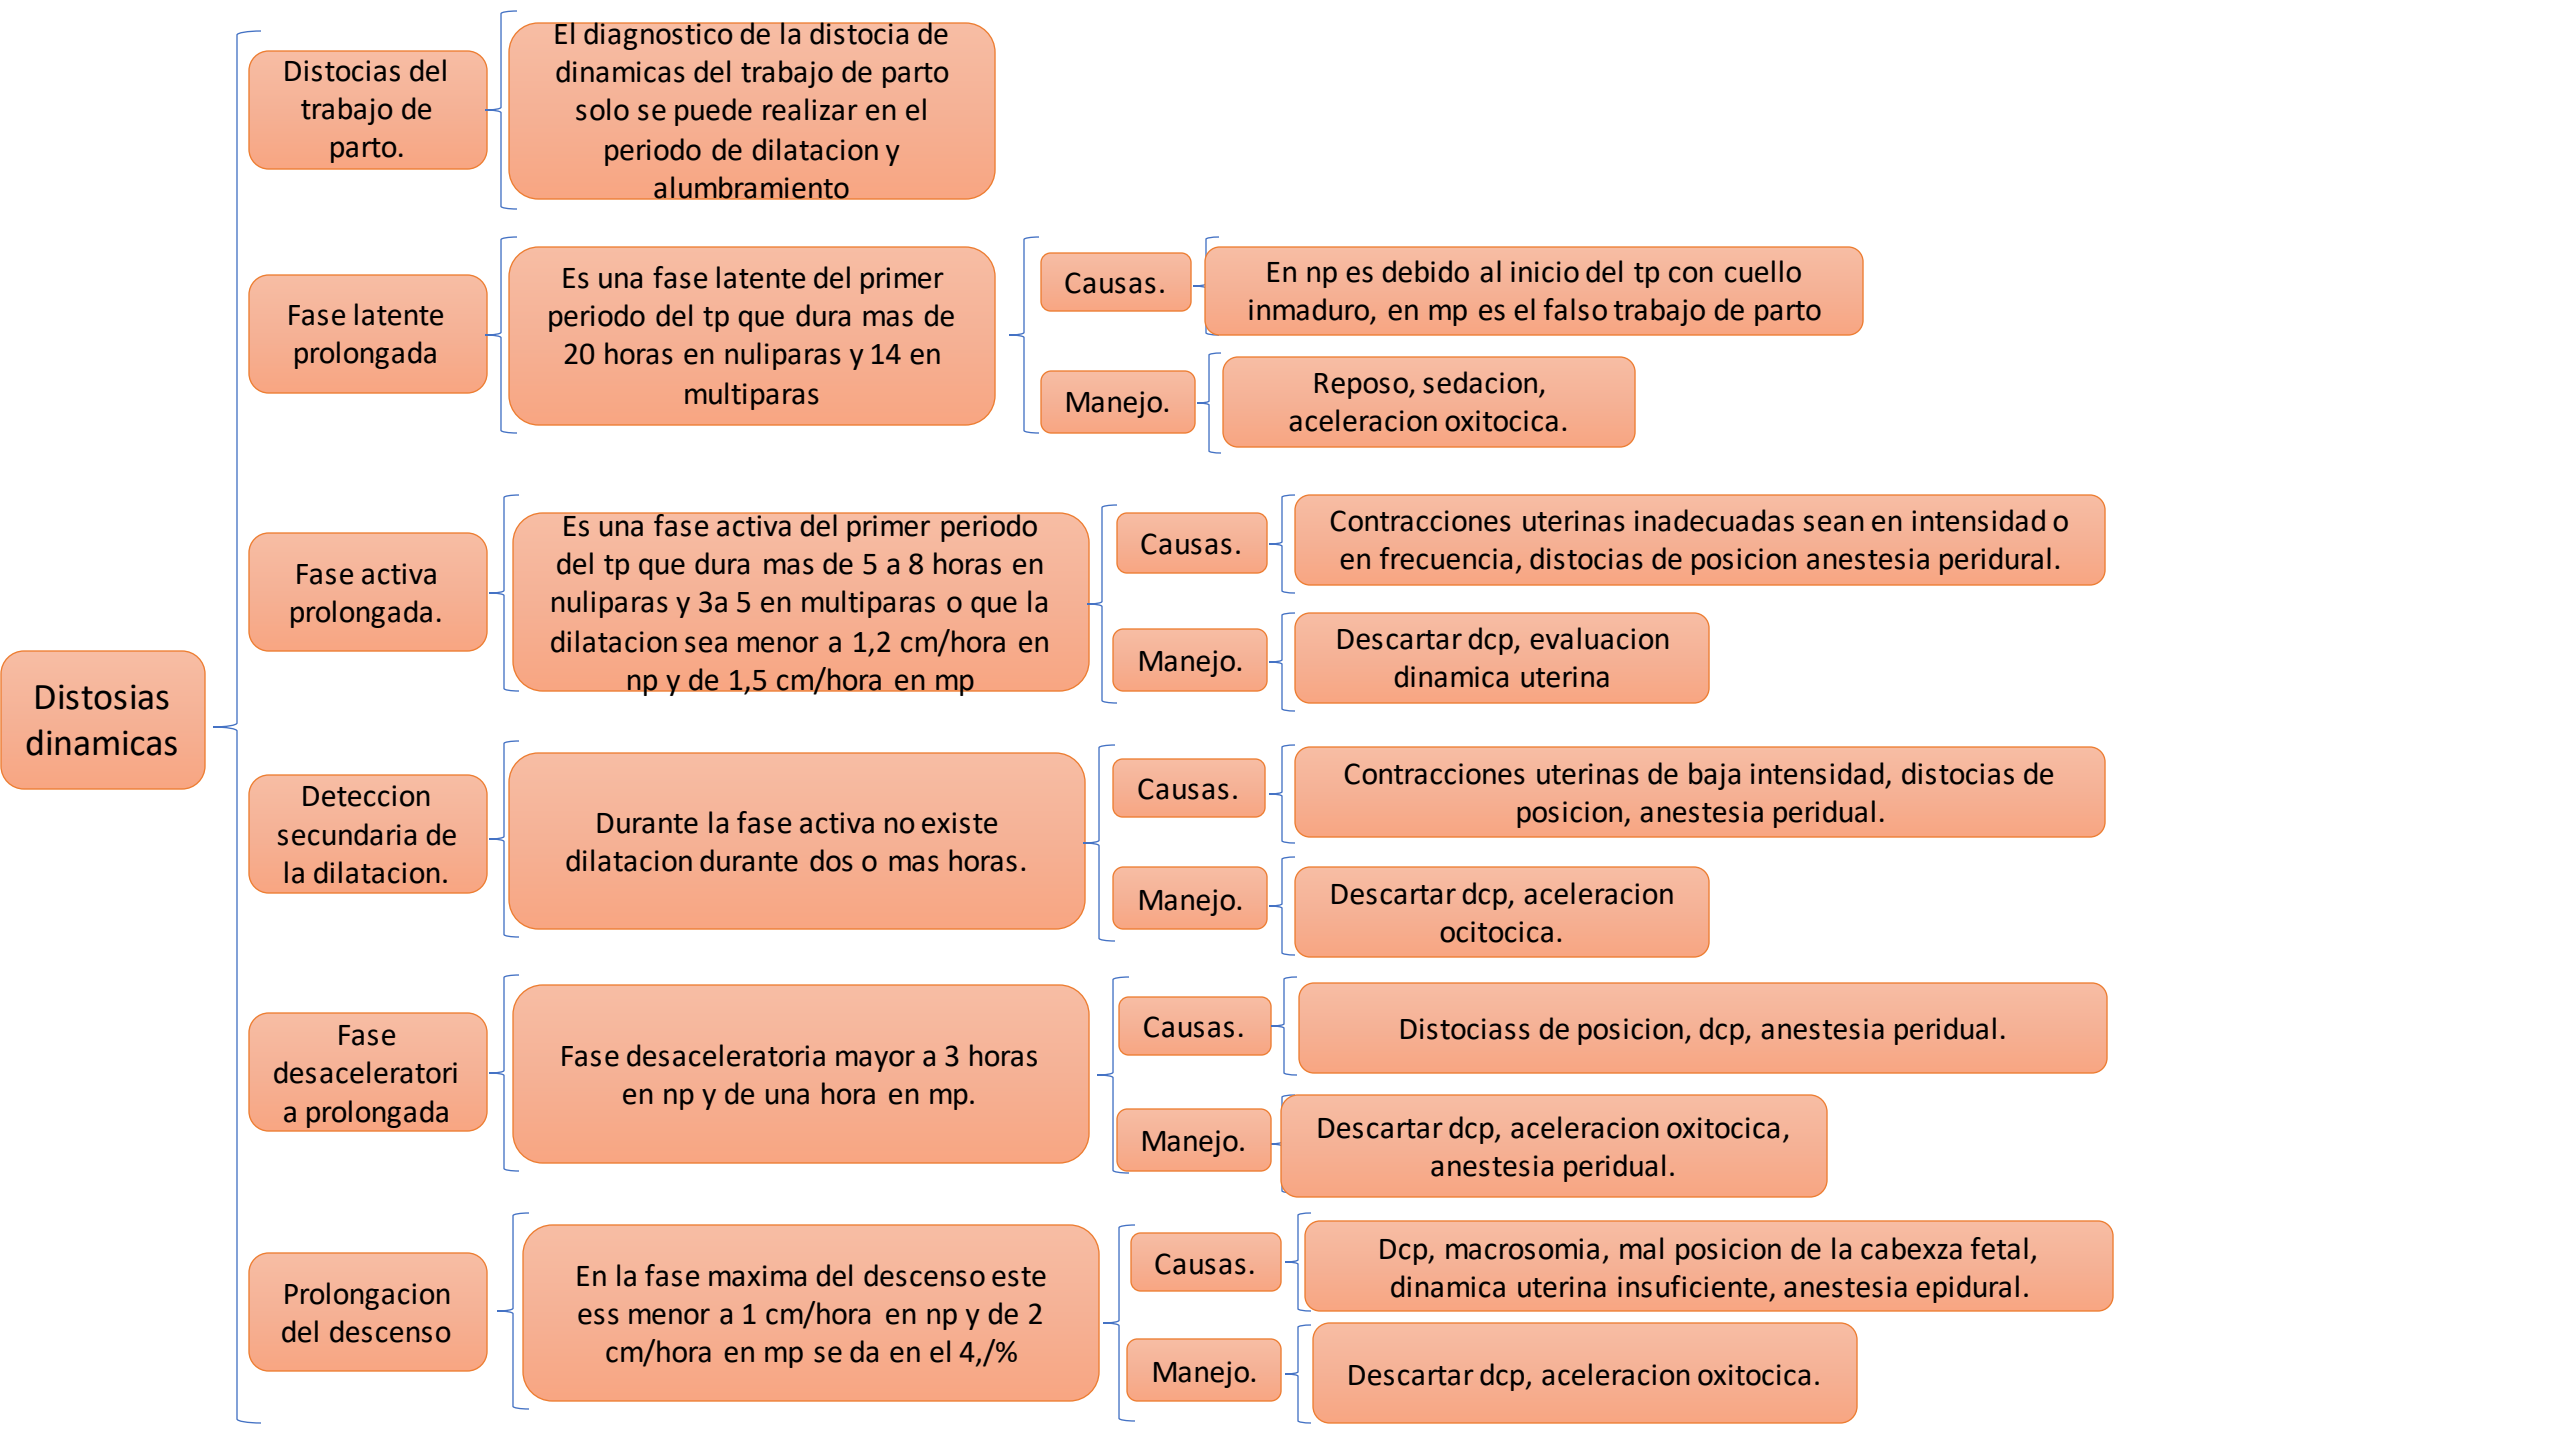 Distosias
dinamicas
Distocias del
trabajo de
parto.
El diagnostico de la distocia de
dinamicas del trabajo de parto
solo se puede realizar en el
periodo de dilatacion y
alumbramiento
Fase latente
prolongada
Es una fase latente del primer
periodo del tp que dura mas de
20 horas en nuliparas y 14 en
multiparas
Causas.
En np es debido al inicio del tp con cuello
inmaduro, en mp es el falso trabajo de parto
Manejo.
Reposo, sedacion,
aceleracion oxitocica.
Fase activa
prolongada.
Es una fase activa del primer periodo
del tp que dura mas de 5 a 8 horas en
nuliparas y 3a 5 en multiparas o que la
dilatacion sea menor a 1,2 cm/hora en
np y de 1,5 cm/hora en mp
Causas.
Contracciones uterinas inadecuadas sean en intensidad o
en frecuencia, distocias de posicion anestesia peridural.
Manejo.
Descartar dcp, evaluacion
dinamica uterina
Deteccion
secundaria de
la dilatacion.
Durante la fase activa no existe
dilatacion durante dos o mas horas.
Causas.
Contracciones uterinas de baja intensidad, distocias de
posicion, anestesia peridual.
Manejo.
Descartar dcp, aceleracion
ocitocica.
Fase
desaceleratori
a prolongada
Fase desaceleratoria mayor a 3 horas
en np y de una hora en mp.
Causas.
Distociass de posicion, dcp, anestesia peridual.
Manejo.
Descartar dcp, aceleracion oxitocica,
anestesia peridual.
Prolongacion
del descenso
En la fase maxima del descenso este
ess menor a 1 cm/hora en np y de 2
cm/hora en mp se da en el 4,/%
Causas.
Dcp, macrosomia, mal posicion de la cabexza fetal,
dinamica uterina insuficiente, anestesia epidural.
Manejo.
Descartar dcp, aceleracion oxitocica.